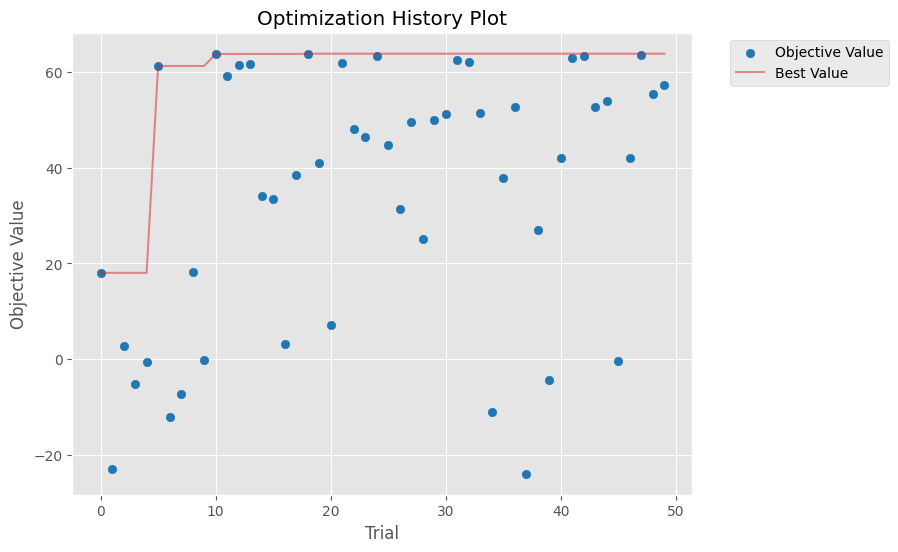 Optimization History Plot
Objective Value
Best Value
Objective Value
60
40
20
0
−20
0 10 20 30 40 50
Trial